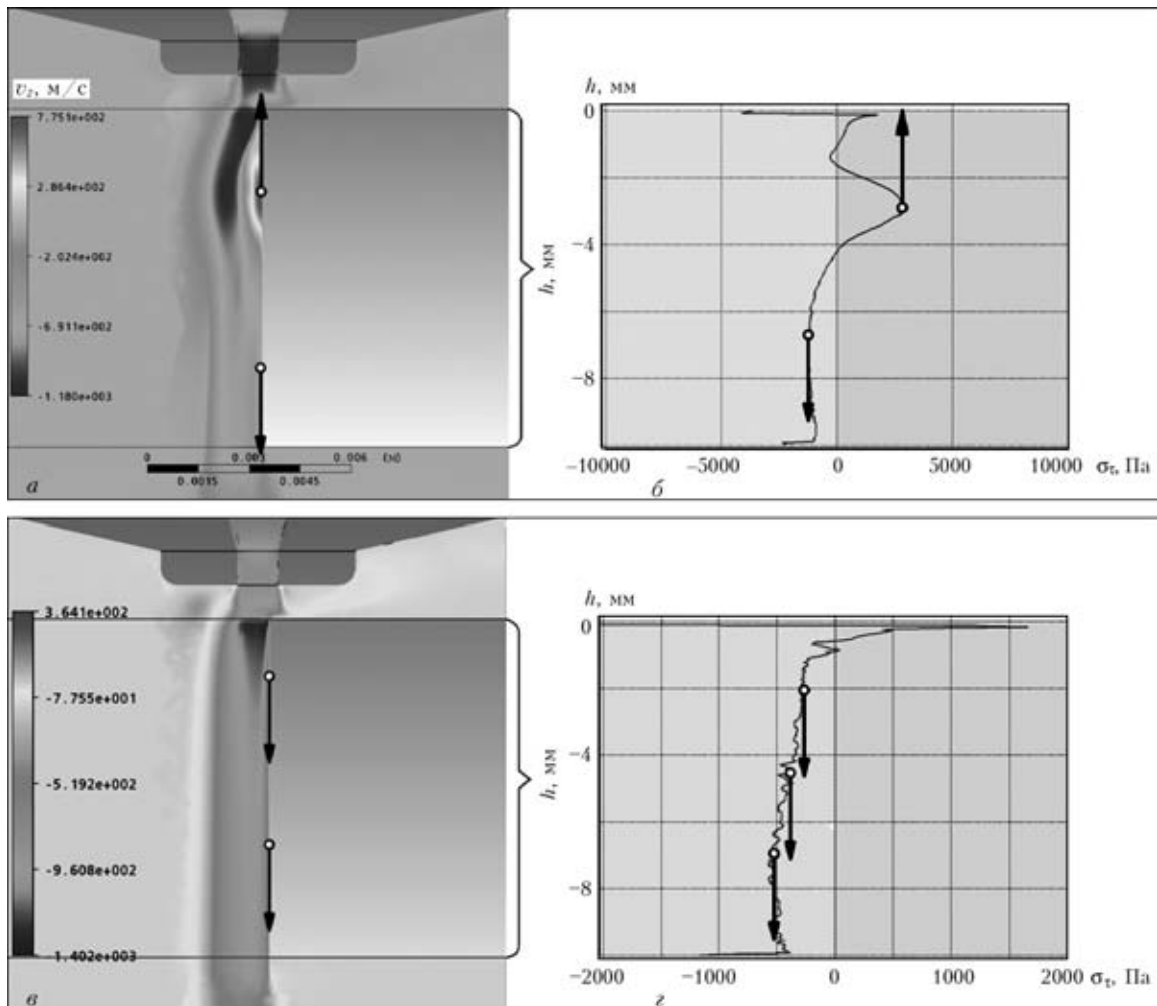 v_z, м/с
7.751e+002
2.864e+002
-2.024e+002
-6.911e+002
-1.180e+003
0 0.003 0.006 (m)
0.0015 0.0045
а
h, мм
h, мм
0
−4
−8
−10000 −5000 0 5000 10000 σ_τ, Па
б
3.641e+002
-7.755e+001
-5.192e+002
-9.608e+002
-1.402e+003
в
h, мм
h, мм
0
−4
−8
−2000 −1000 0 1000 2000 σ_τ, Па
г